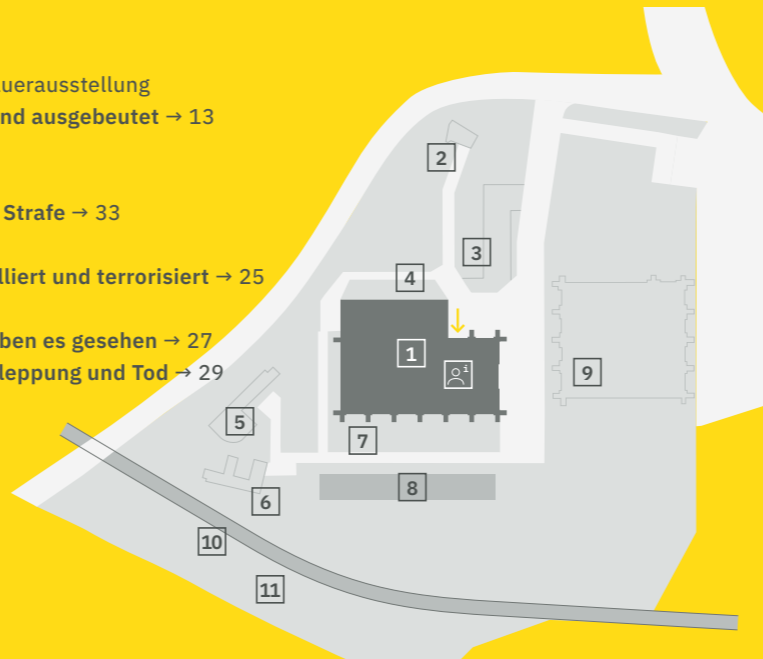 uerausstellung
nd ausgebeutet → 13
Strafe → 33
lliert und terrorisiert → 25
ben es gesehen → 27
leppung und Tod → 29
2
3
4
1
i
9
5
7
6
8
10
11